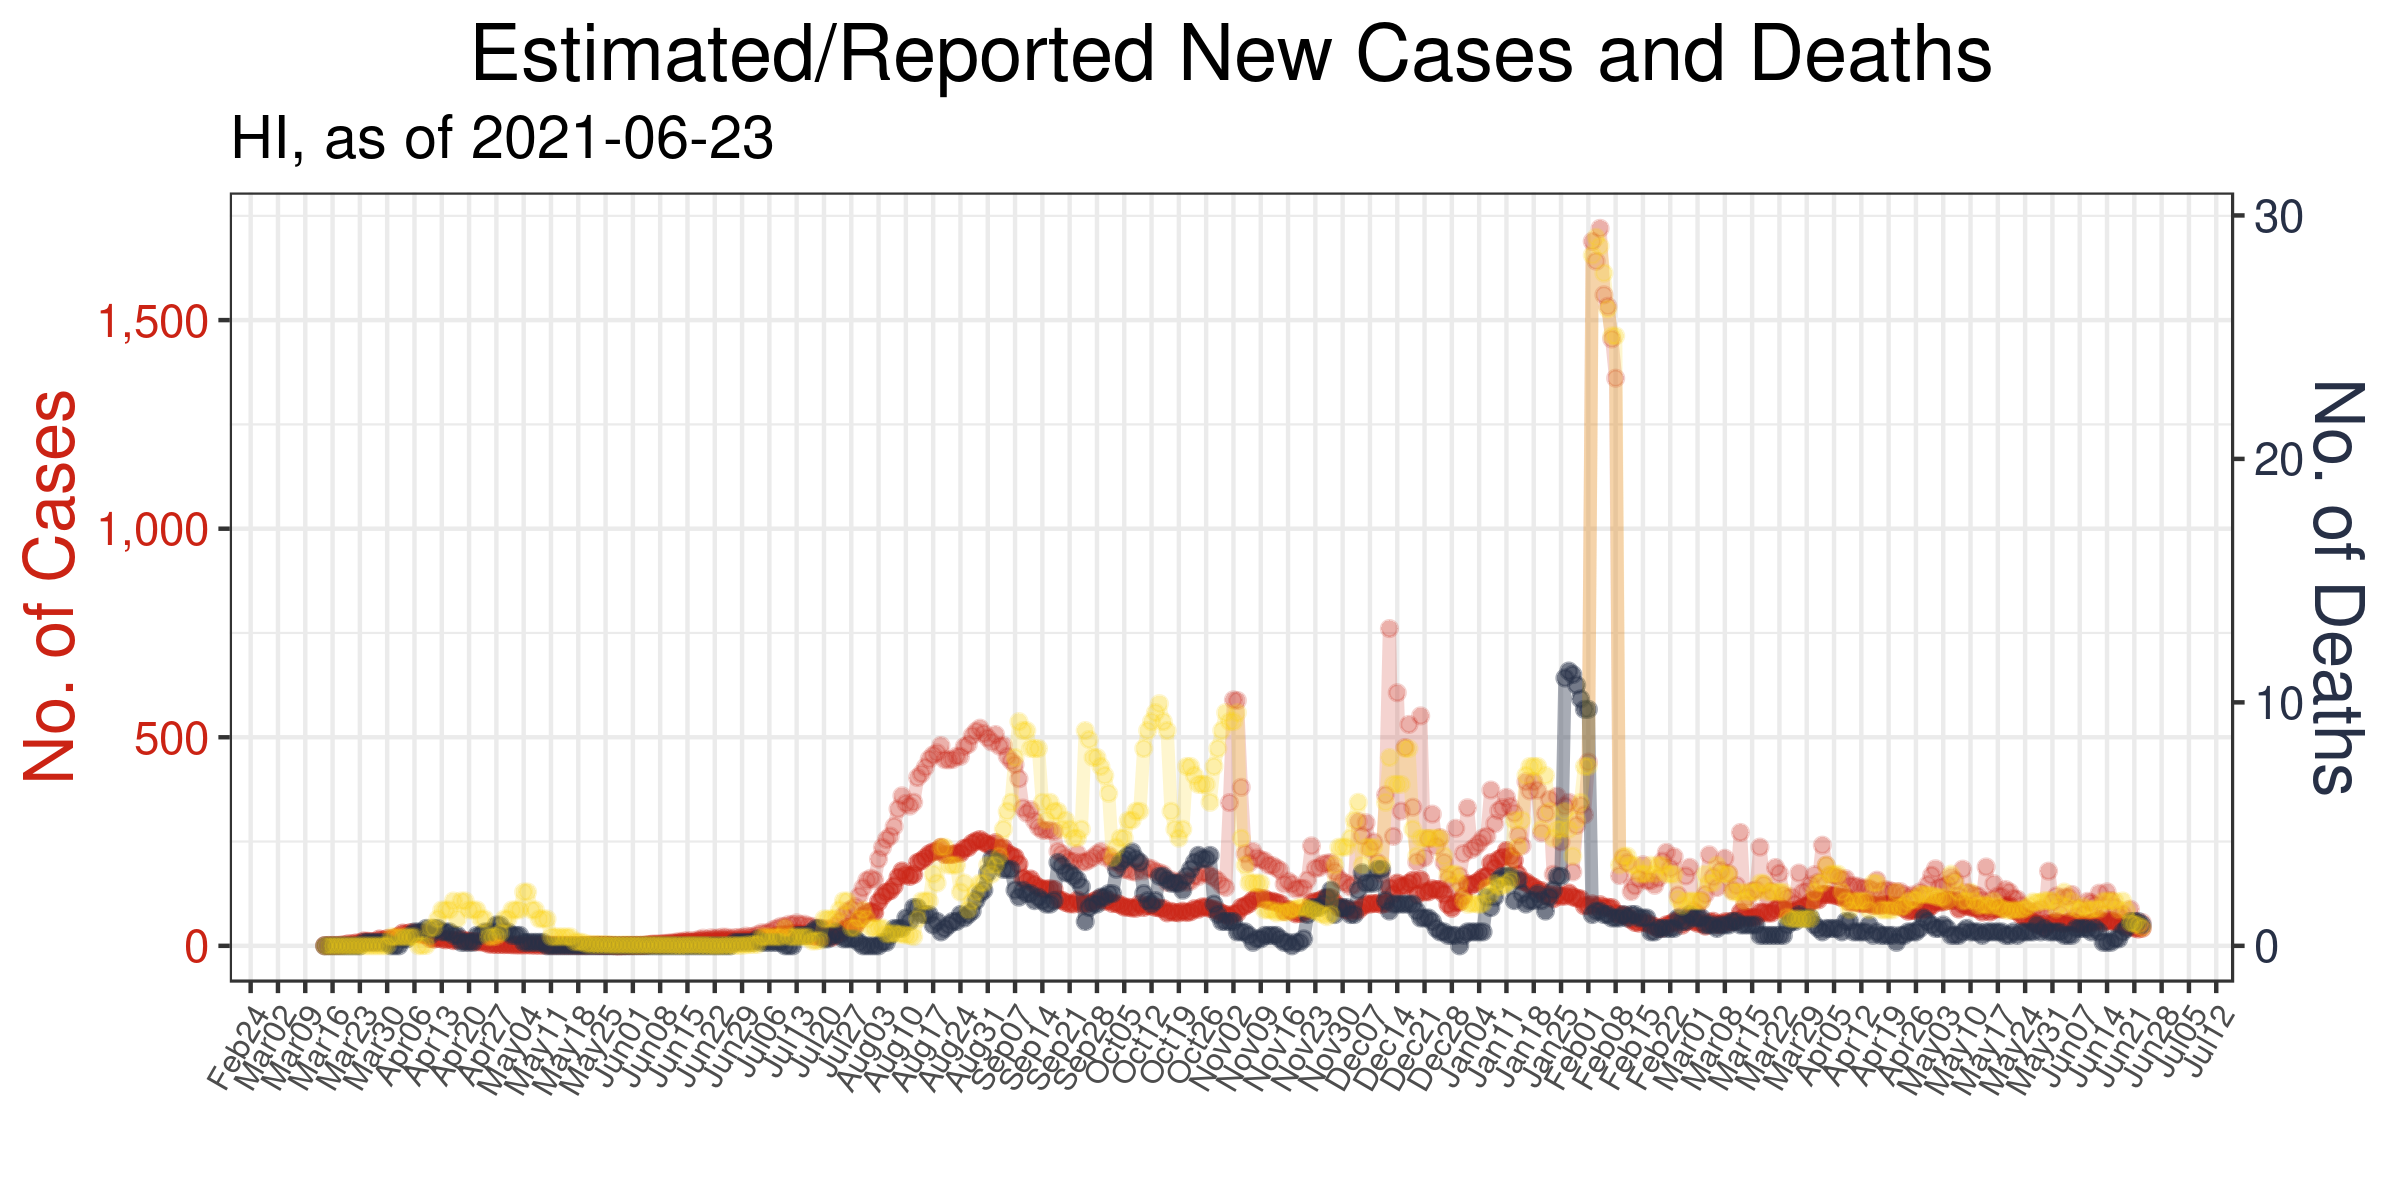 Estimated/Reported New Cases and Deaths
HI, as of 2021-06-23
No. of Cases
1,500
1,000
500
0
30
20
10
0
No. of Deaths
Feb24
Mar02
Mar09
Mar16
Mar23
Mar30
Apr06
Apr13
Apr20
Apr27
May04
May11
May18
May25
Jun01
Jun08
Jun15
Jun22
Jun29
Jul06
Jul13
Jul20
Jul27
Aug03
Aug10
Aug17
Aug24
Aug31
Sep07
Sep14
Sep21
Sep28
Oct05
Oct12
Oct19
Oct26
Nov02
Nov09
Nov16
Nov23
Nov30
Dec07
Dec14
Dec21
Dec28
Jan04
Jan11
Jan18
Jan25
Feb01
Feb08
Feb15
Feb22
Mar01
Mar08
Mar15
Mar22
Mar29
Apr05
Apr12
Apr19
Apr26
May03
May10
May17
May24
May31
Jun07
Jun14
Jun21
Jun28
Jul05
Jul12